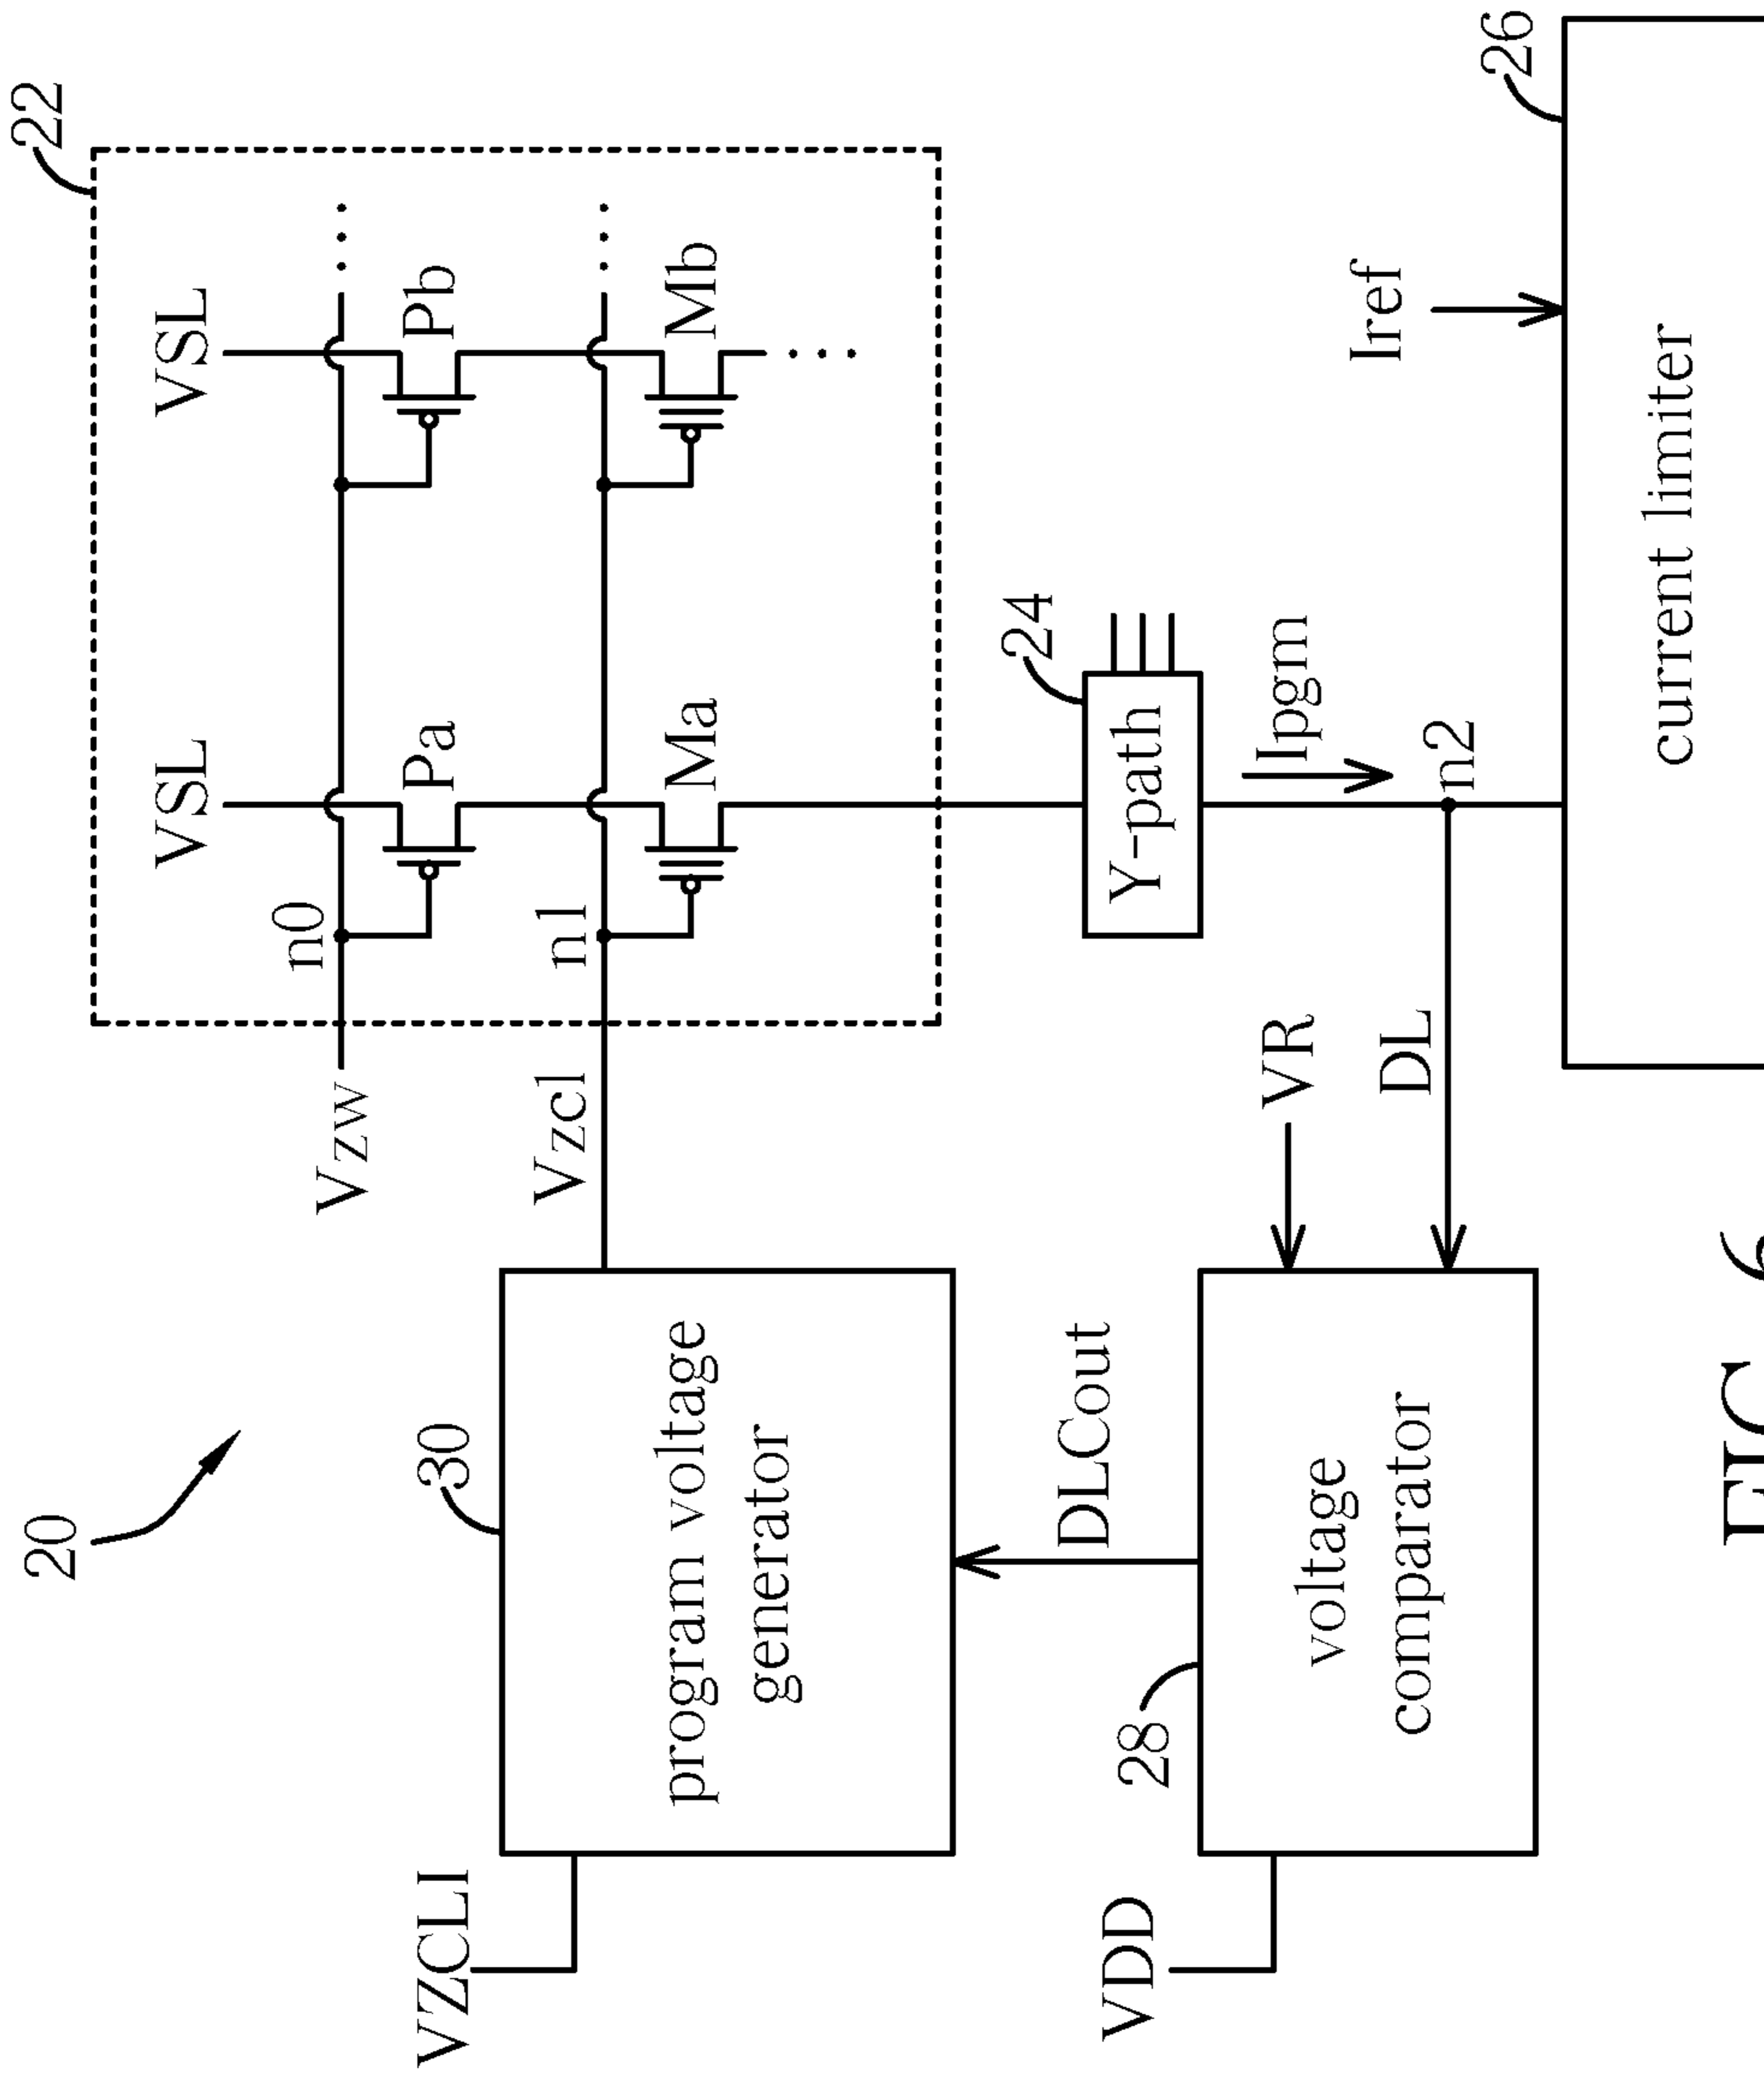 20
22
VSL
VSL
n0
Vzw
Pa
Pb
VZCLI
30
Vzcl
n1
Ma
Mb
program voltage
generator
24
DLCout
VDD
28
Y-path
VR
Ipgm
Iref
voltage
comparator
DL
n2
26
current limiter